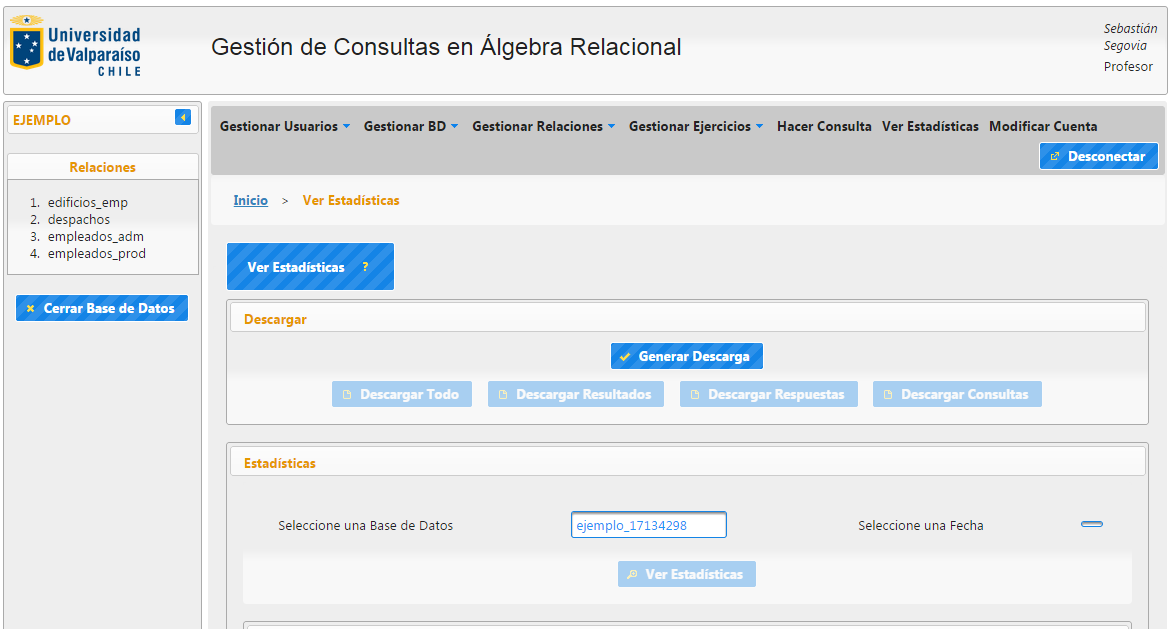 Universidad
de Valparaíso
CHILE
Gestión de Consultas en Álgebra Relacional
Sebastián
Segovia
Profesor
EJEMPLO
Relaciones
1. edificios_emp
2. despachos
3. empleados_adm
4. empleados_prod
Cerrar Base de Datos
Gestionar Usuarios Gestionar BD Gestionar Relaciones Gestionar Ejercicios Hacer Consulta Ver Estadísticas Modificar Cuenta
Desconectar
Inicio > Ver Estadísticas
Ver Estadísticas ?
Descargar
Generar Descarga
Descargar Todo Descargar Resultados Descargar Respuestas Descargar Consultas
Estadísticas
Seleccione una Base de Datos ejemplo_17134298 Seleccione una Fecha
Ver Estadísticas